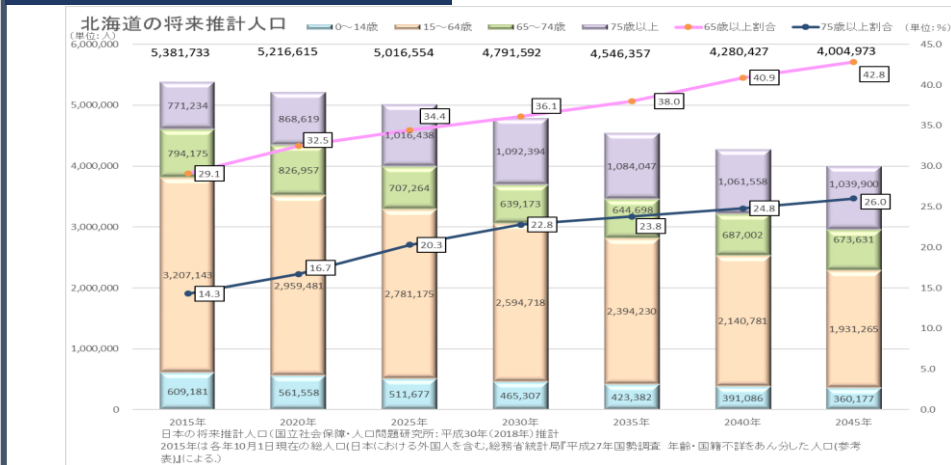 北海道の将来推計人口
0～14歳 15～64歳 65～74歳 75歳以上 65歳以上割合 75歳以上割合
(単位:人) (単位:%)
5,381,733 5,216,615 5,016,554 4,791,592 4,546,357 4,280,427 4,004,973
6,000,000
5,000,000
4,000,000
3,000,000
2,000,000
1,000,000
0
771,234 868,619 1,016,438 1,092,394 1,084,047 1,061,558 1,039,900
794,175 826,957 707,264 639,173 644,698 687,002 673,631
3,207,143 2,959,481 2,781,175 2,594,718 2,394,230 2,140,781 1,931,265
609,181 561,558 511,677 465,307 423,382 391,086 360,177
29.1 32.5 34.4 36.1 38.0 40.9 42.8
14.3 16.7 20.3 22.8 23.8 24.8 26.0
45.0
40.0
35.0
30.0
25.0
20.0
15.0
10.0
5.0
0.0
2015年 2020年 2025年 2030年 2035年 2040年 2045年
日本の将来推計人口(国立社会保障・人口問題研究所:平成30年(2018年)推計
2015年は各年10月1日現在の総人口(日本における外国人を含む,総務省統計局『平成27年国勢調査 年齢・国籍不詳をあん分した人口(参考
表)』による。)